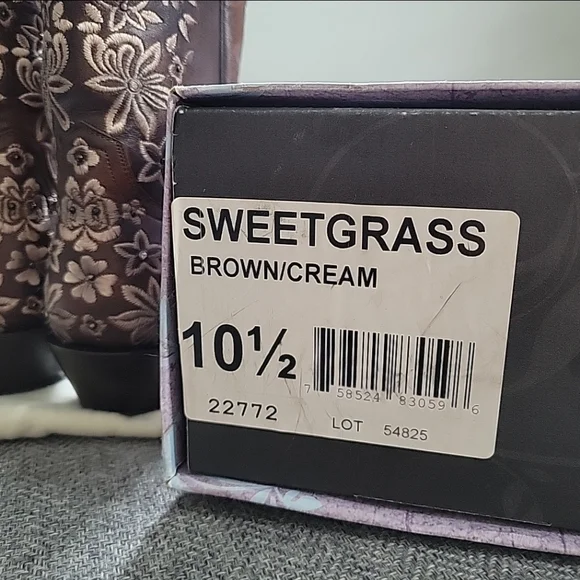 SWEETGRASS
BROWN/CREAM
10½
7 58524 83059 6
22772
LOT 54825